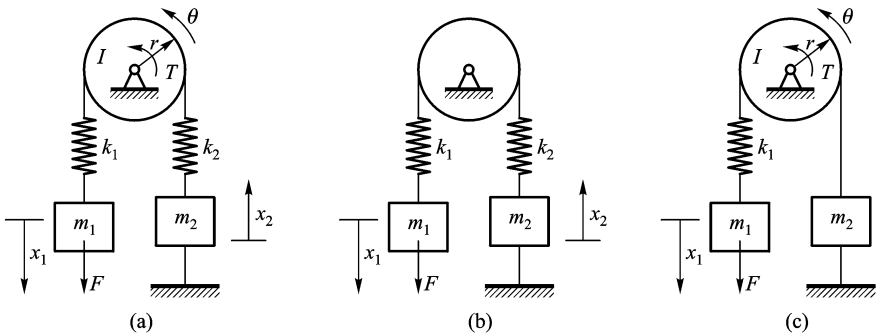 θ θ
I r T I r T
k₁ k₂ k₁ k₂ k₁
m₁ m₂ x₂ m₁ m₂ x₂ m₁ m₂
x₁ F x₁ F x₁ F
(a) (b) (c)